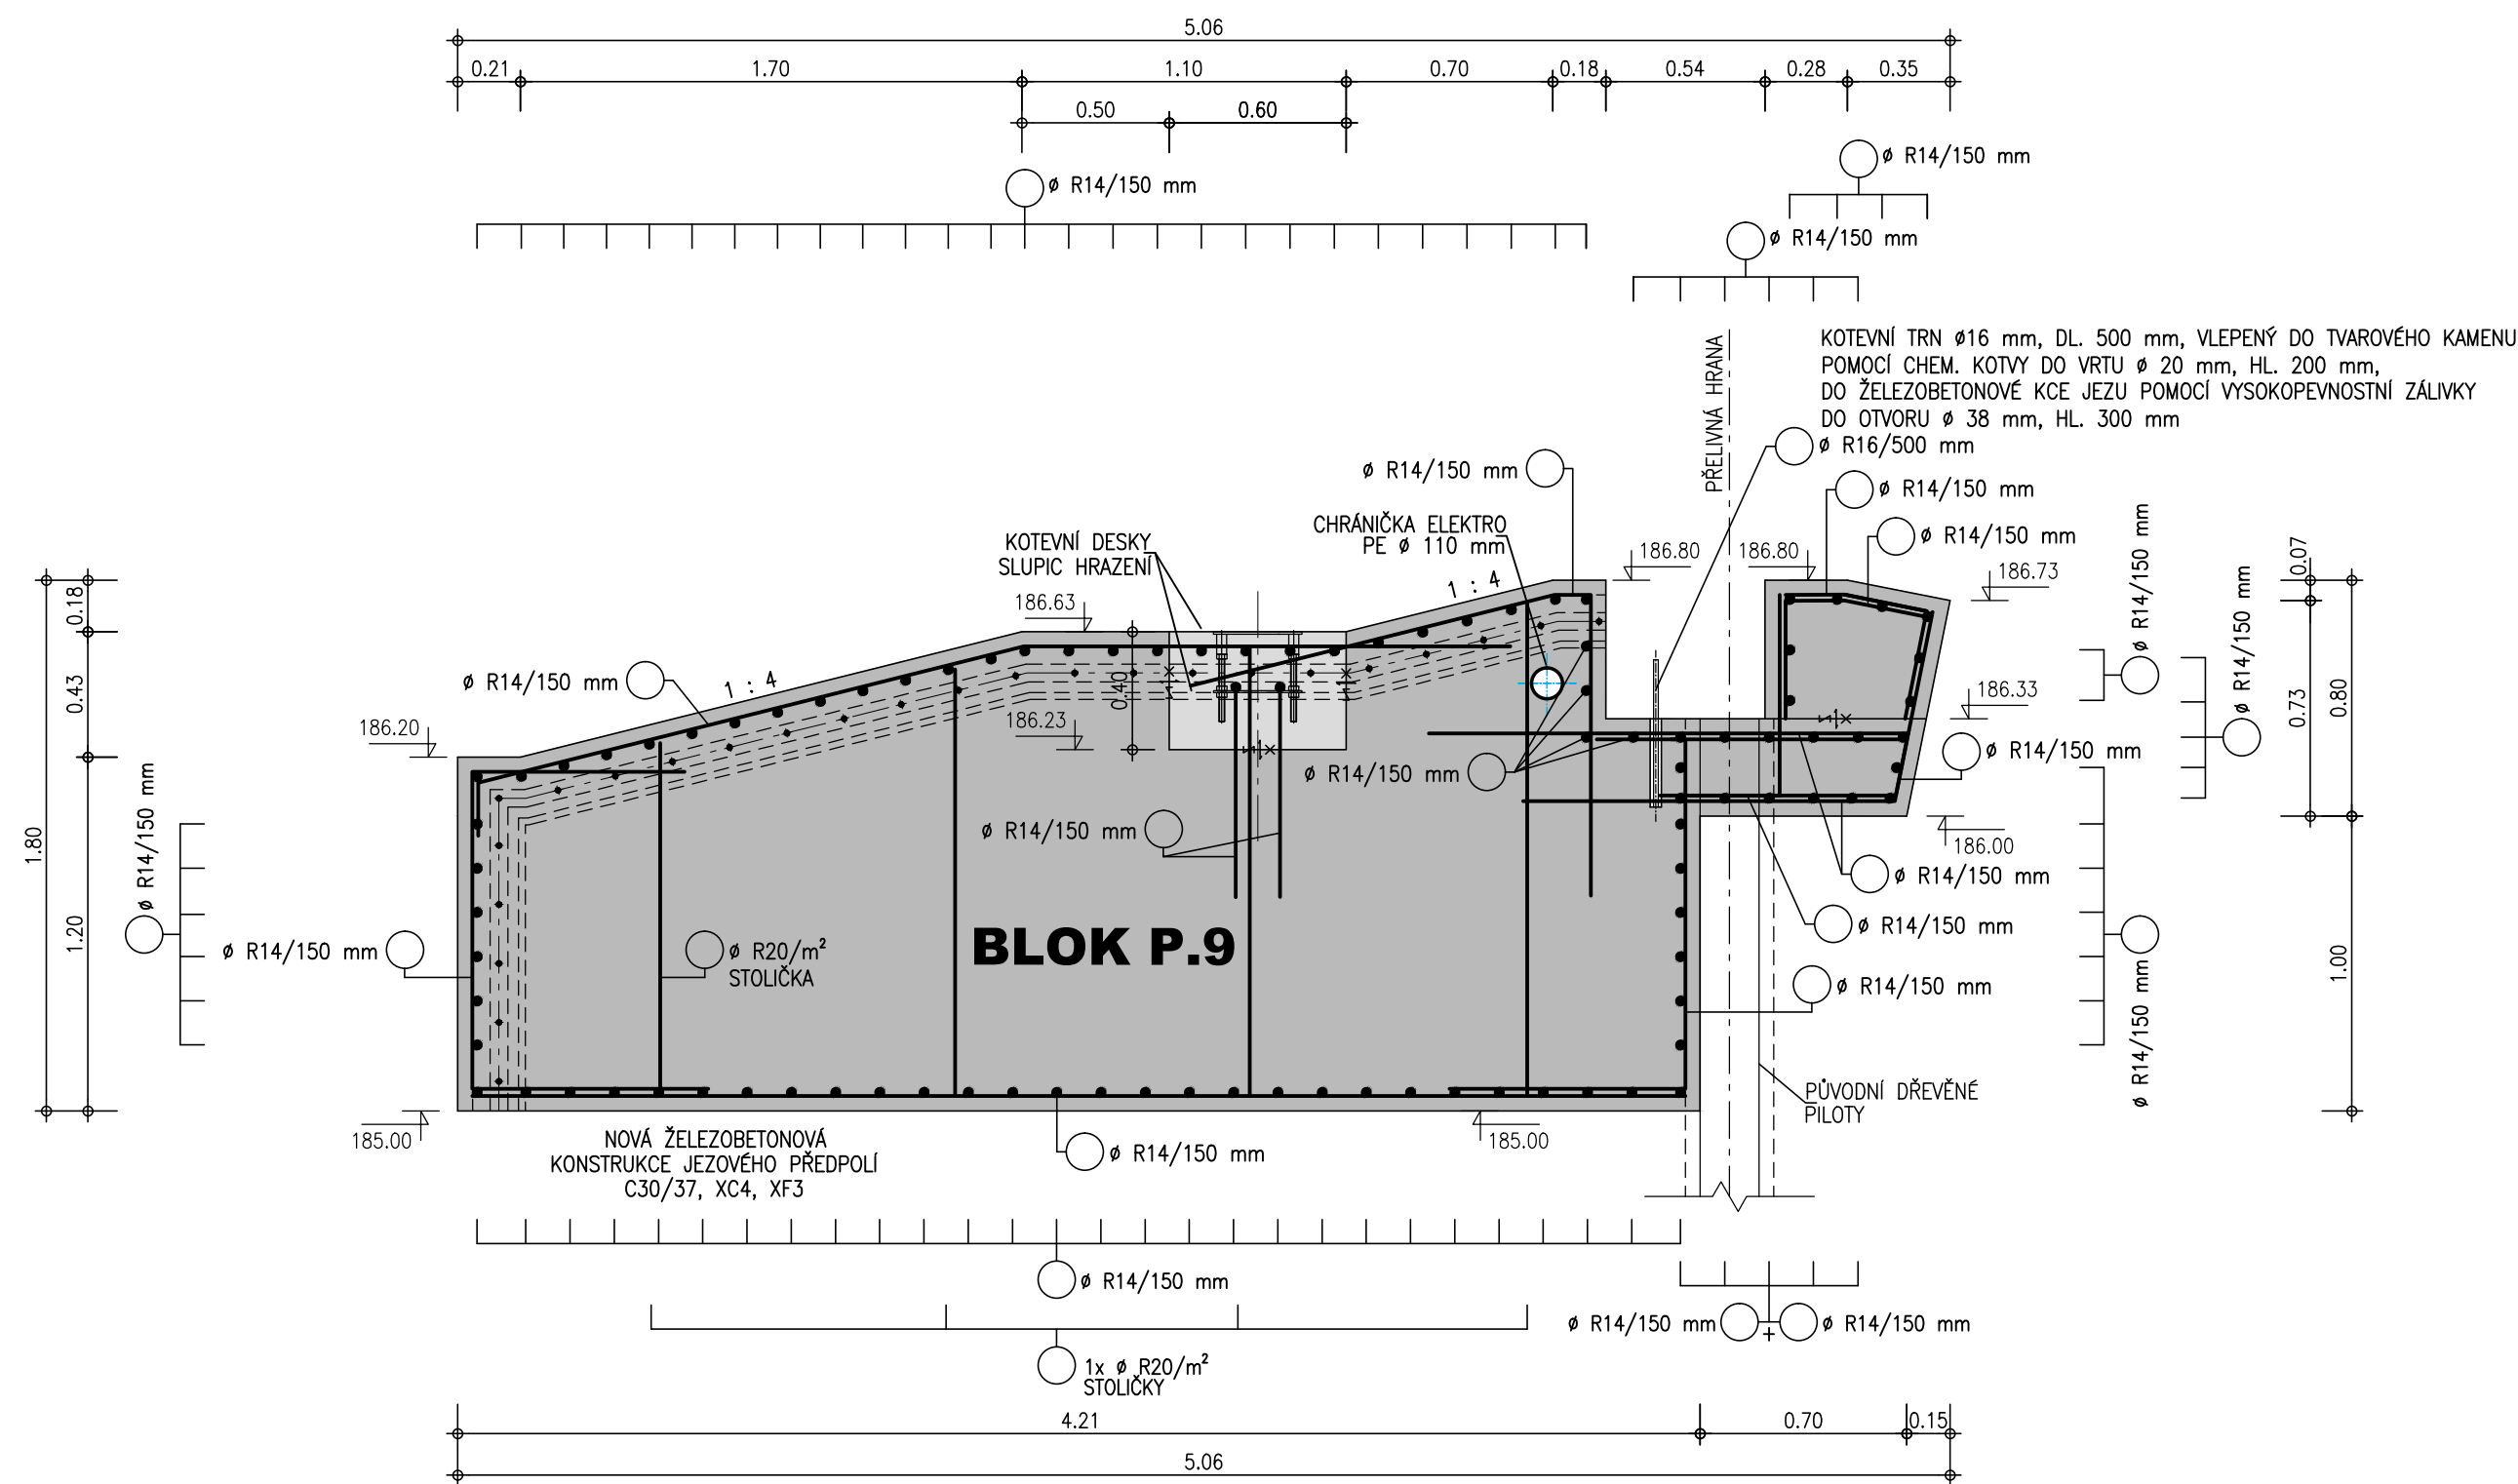 5.06
0.21 1.70 1.10 0.70 0.18 0.54 0.28 0.35
0.50 0.60
ø R14/150 mm
ø R14/150 mm
ø R14/150 mm
PŘELIVNÁ HRANA
KOTEVNÍ TRN Ø16 mm, DL. 500 mm, VLEPENÝ DO TVAROVÉHO KAMENU
POMOCÍ CHEM. KOTVY DO VRTU ø 20 mm, HL. 200 mm,
DO ŽELEZOBETONOVÉ KCE JEZU POMOCÍ VYSOKOPEVNOSTNÍ ZÁLIVKY
DO OTVORU ø 38 mm, HL. 300 mm
ø R16/500 mm
ø R14/150 mm
ø R14/150 mm
ø R14/150 mm
CHRÁNIČKA ELEKTRO
PE ø 110 mm
KOTEVNÍ DESKY
SLUPIC HRAZENÍ
186.80
186.80
186.73
186.63
1 : 4
1 : 4
ø R14/150 mm
ø R14/150 mm
ø R14/150 mm
0.07
0.18
0.43
1.20
1.80
0.73
0.80
1.00
0.40
186.20
186.23
186.33
ø R14/150 mm
ø R14/150 mm
ø R14/150 mm
186.00
ø R14/150 mm
ø R14/150 mm
ø R14/150 mm
ø R14/150 mm
ø R14/150 mm
ø R20/m²
STOLIČKA
BLOK P.9
ø R14/150 mm
ø R14/150 mm
PŮVODNÍ DŘEVĚNÉ
PILOTY
185.00
185.00
NOVÁ ŽELEZOBETONOVÁ
KONSTRUKCE JEZOVÉHO PŘEDPOLÍ
C30/37, XC4, XF3
ø R14/150 mm
ø R14/150 mm
ø R14/150 mm + ø R14/150 mm
1x ø R20/m²
STOLIČKY
4.21 0.70 0.15
5.06